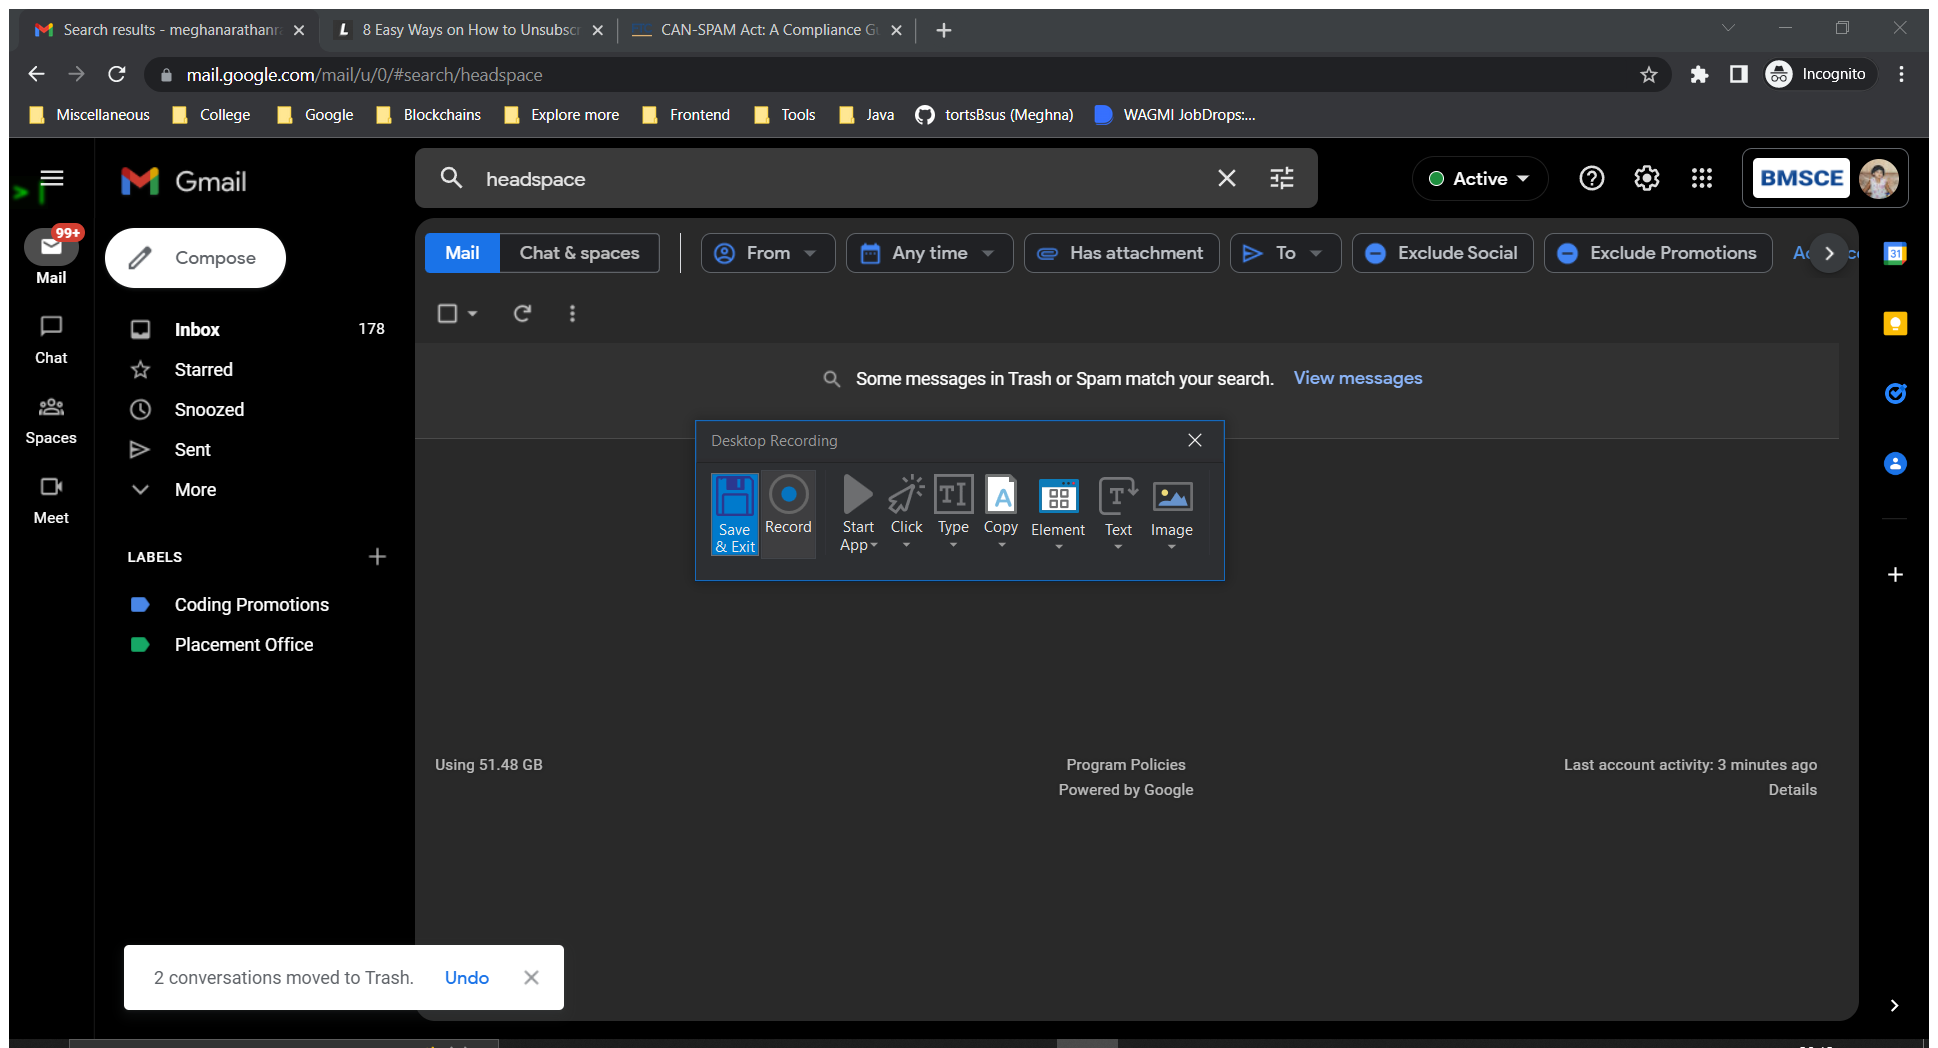 Search results - meghanarathanra
8 Easy Ways on How to Unsubscr
CAN-SPAM Act: A Compliance Gu
mail.google.com/mail/u/0/#search/headspace
Incognito
Miscellaneous
College
Google
Blockchains
Explore more
Frontend
Tools
Java
tortsBsus (Meghna)
WAGMI JobDrops:...
Gmail
headspace
Active
BMSCE
99+
Mail
Chat
Spaces
Meet
Compose
Inbox 178
Starred
Snoozed
Sent
More
LABELS
Coding Promotions
Placement Office
Mail
Chat & spaces
From
Any time
Has attachment
To
Exclude Social
Exclude Promotions
31
Some messages in Trash or Spam match your search. View messages
Desktop Recording
Save
& Exit
Record
Start
App
Click
Type
Copy
Element
Text
Image
Using 51.48 GB
Program Policies
Powered by Google
Last account activity: 3 minutes ago
Details
2 conversations moved to Trash. Undo